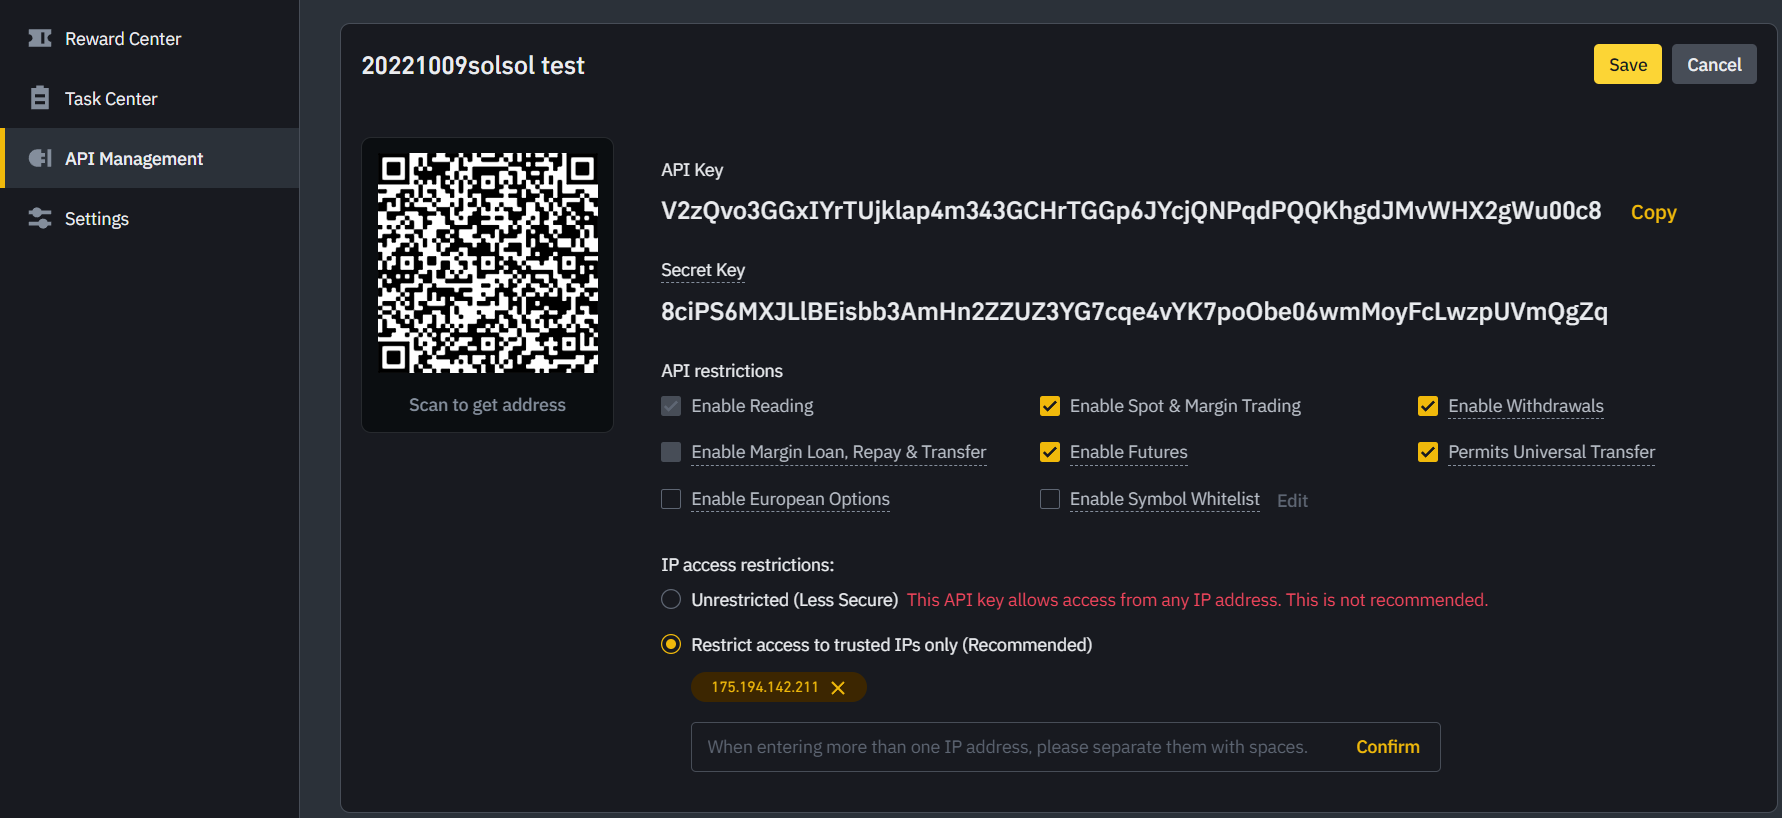 Reward Center
Task Center
API Management
Settings
20221009solsol test
Save
Cancel
Scan to get address
API Key
V2zQvo3GGxIYrTUjklap4m343GCHrTGGp6JYcjQNPqdPQQKhgdJMvWHX2gWu00c8 Copy
Secret Key
8ciPS6MXJLlBEisbb3AmHn2ZZUZ3YG7cqe4vYK7poObe06wmMoyFcLwzpUVmQgZq
API restrictions
Enable Reading Enable Spot & Margin Trading Enable Withdrawals
Enable Margin Loan, Repay & Transfer Enable Futures Permits Universal Transfer
Enable European Options Enable Symbol Whitelist Edit
IP access restrictions:
Unrestricted (Less Secure) This API key allows access from any IP address. This is not recommended.
Restrict access to trusted IPs only (Recommended)
175.194.142.211
When entering more than one IP address, please separate them with spaces. Confirm